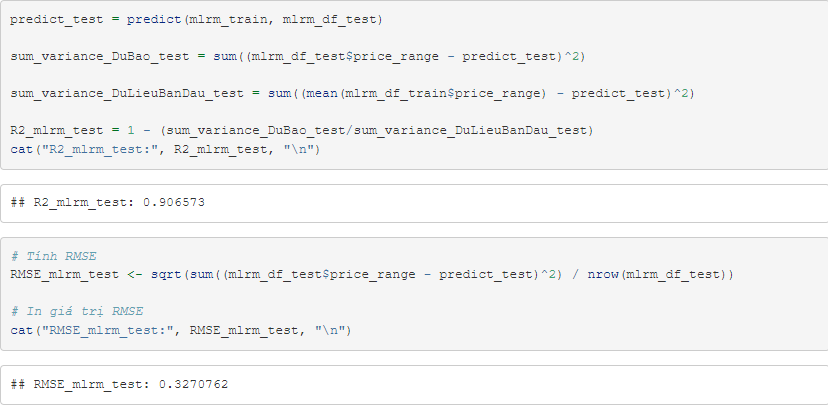 predict_test = predict(mlrm_train, mlrm_df_test)
sum_variance_DuBao_test = sum((mlrm_df_test$price_range - predict_test)^2)
sum_variance_DuLieuBanDau_test = sum((mean(mlrm_df_train$price_range) - predict_test)^2)
R2_mlrm_test = 1 - (sum_variance_DuBao_test/sum_variance_DuLieuBanDau_test)
cat("R2_mlrm_test:", R2_mlrm_test, "\n")
## R2_mlrm_test: 0.906573
# Tính RMSE
RMSE_mlrm_test <- sqrt(sum((mlrm_df_test$price_range - predict_test)^2) / nrow(mlrm_df_test))
# In giá trị RMSE
cat("RMSE_mlrm_test:", RMSE_mlrm_test, "\n")
## RMSE_mlrm_test: 0.3270762